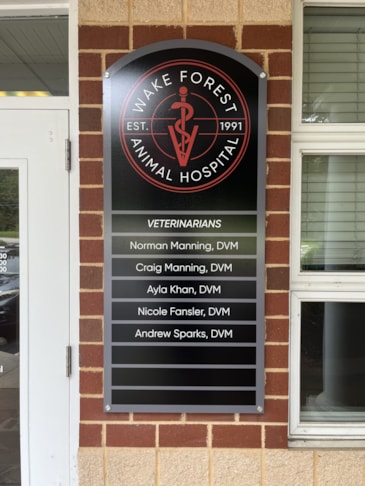 WAKE FOREST
EST. 1991
ANIMAL HOSPITAL
VETERINARIANS
Norman Manning, DVM
Craig Manning, DVM
Ayla Khan, DVM
Nicole Fansler, DVM
Andrew Sparks, DVM